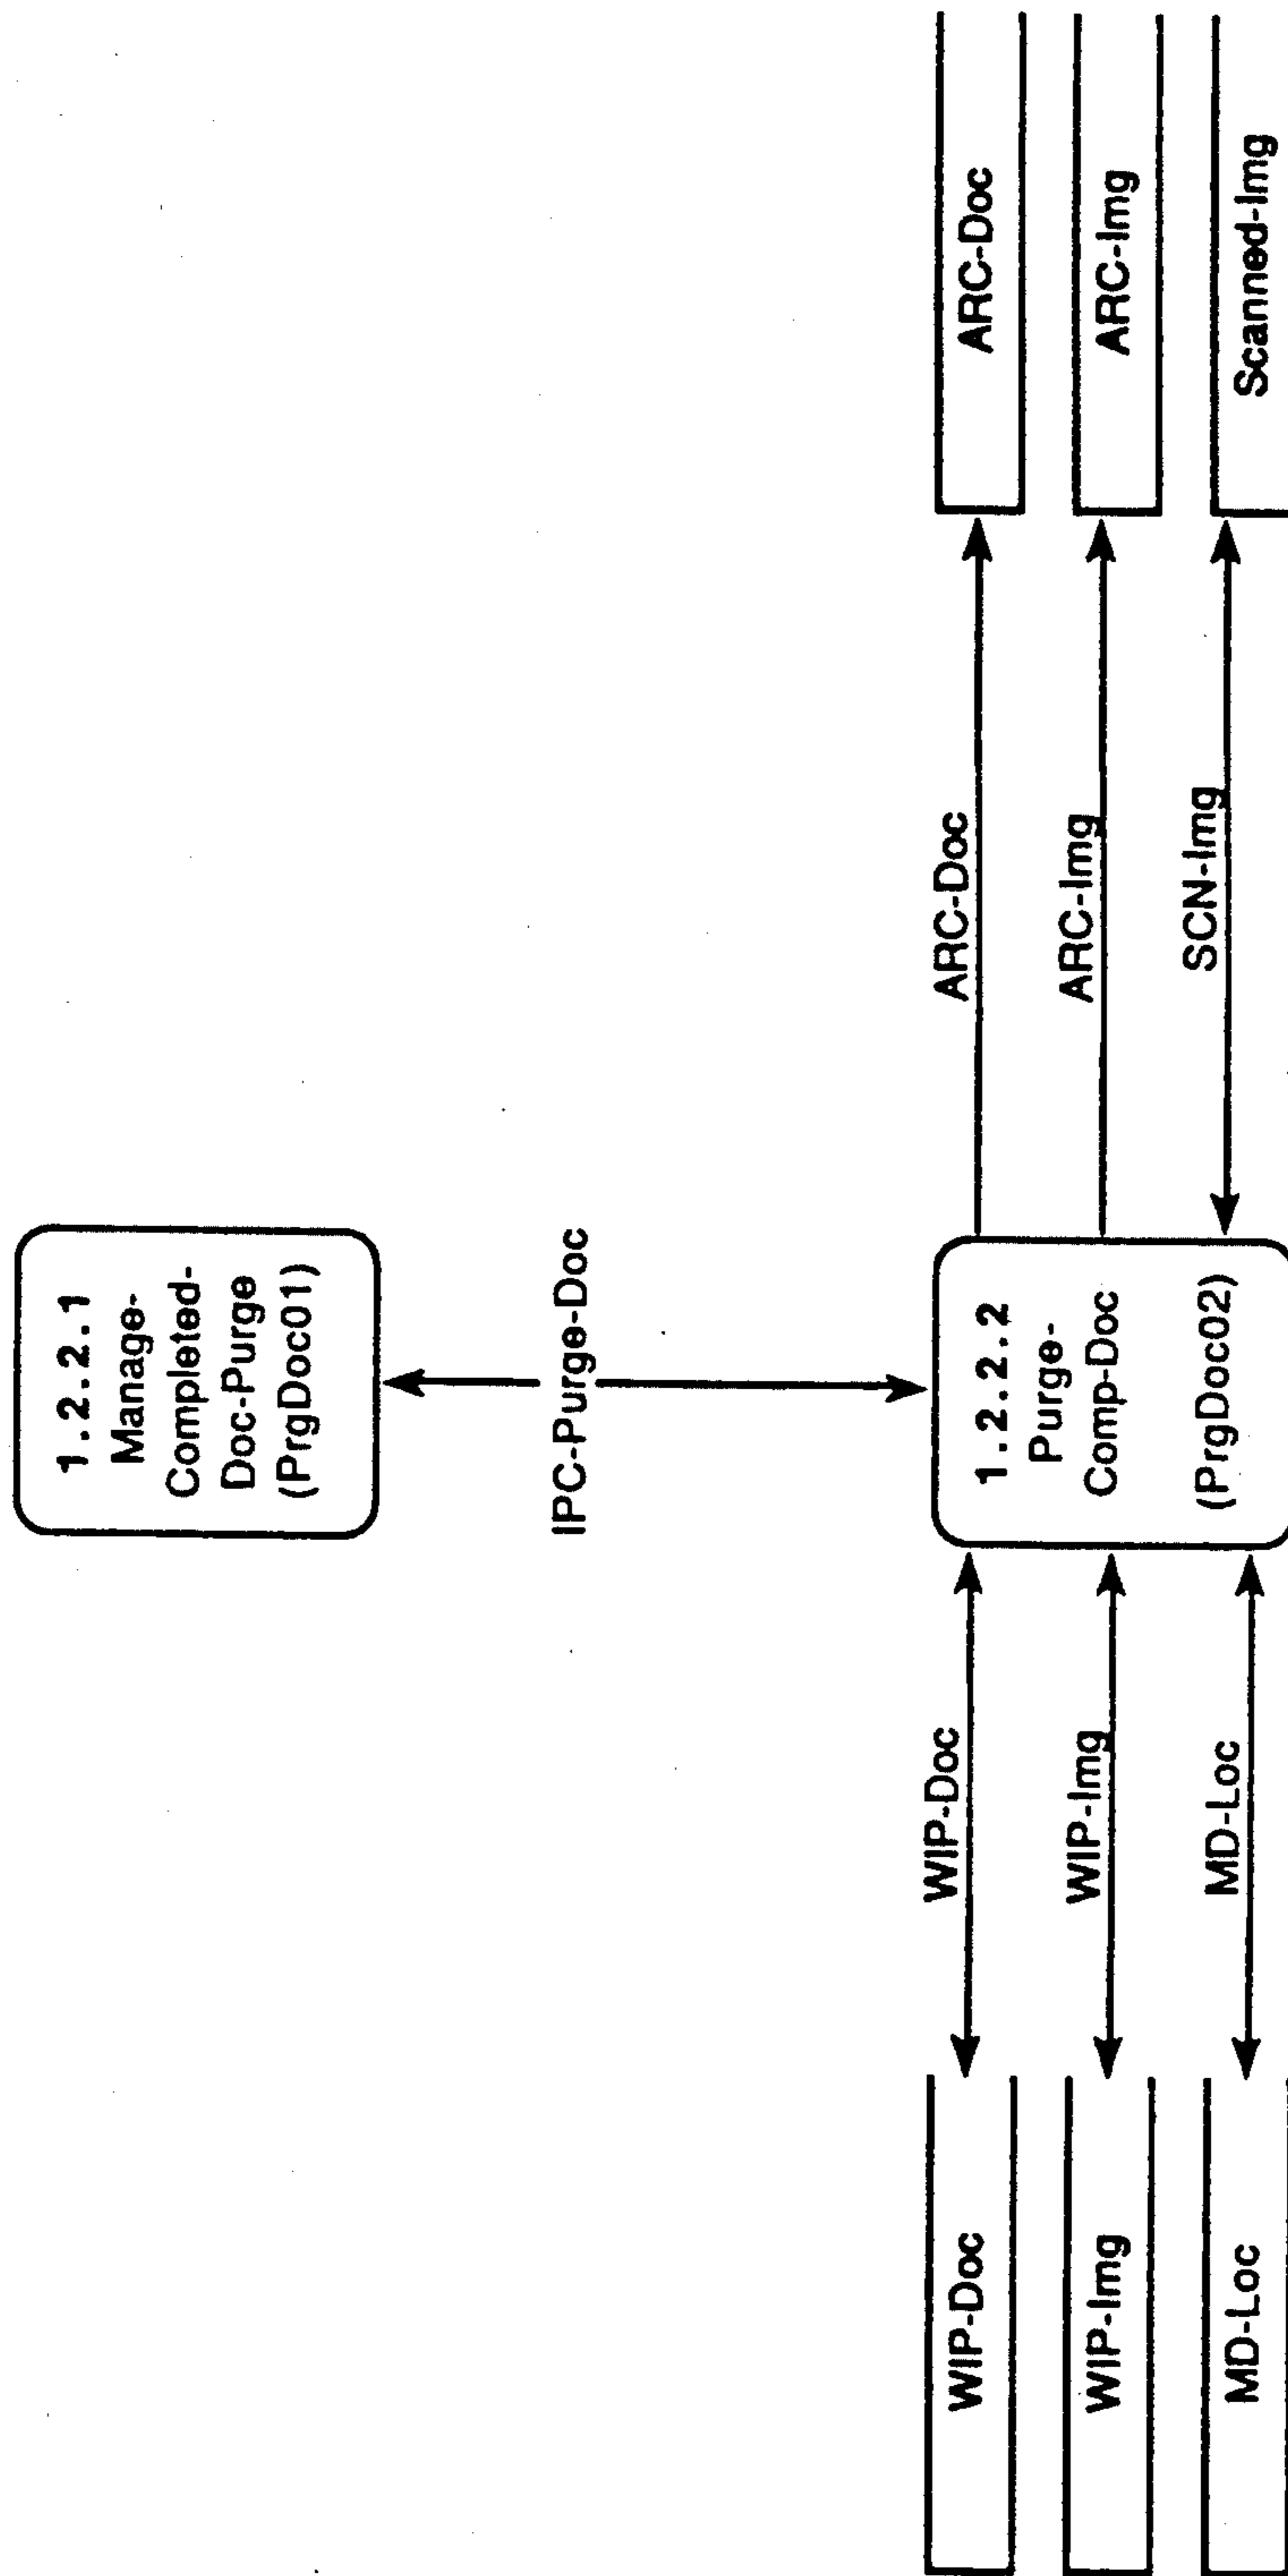 1.2.2.1
Manage-
Completed-
Doc-Purge
(PrgDoc01)
IPC-Purge-Doc
WIP-Doc
WIP-Doc
1.2.2.2
Purge-
Comp-Doc
(PrgDoc02)
ARC-Doc
ARC-Doc
WIP-Img
WIP-Img
ARC-Img
ARC-Img
MD-Loc
MD-Loc
SCN-Img
Scanned-Img